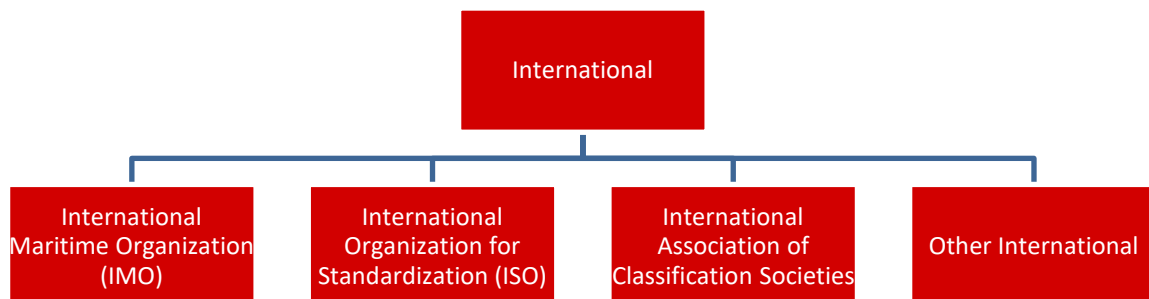 International
International
Maritime Organization
(IMO)
International
Organization for
Standardization (ISO)
International
Association of
Classification Societies
Other International